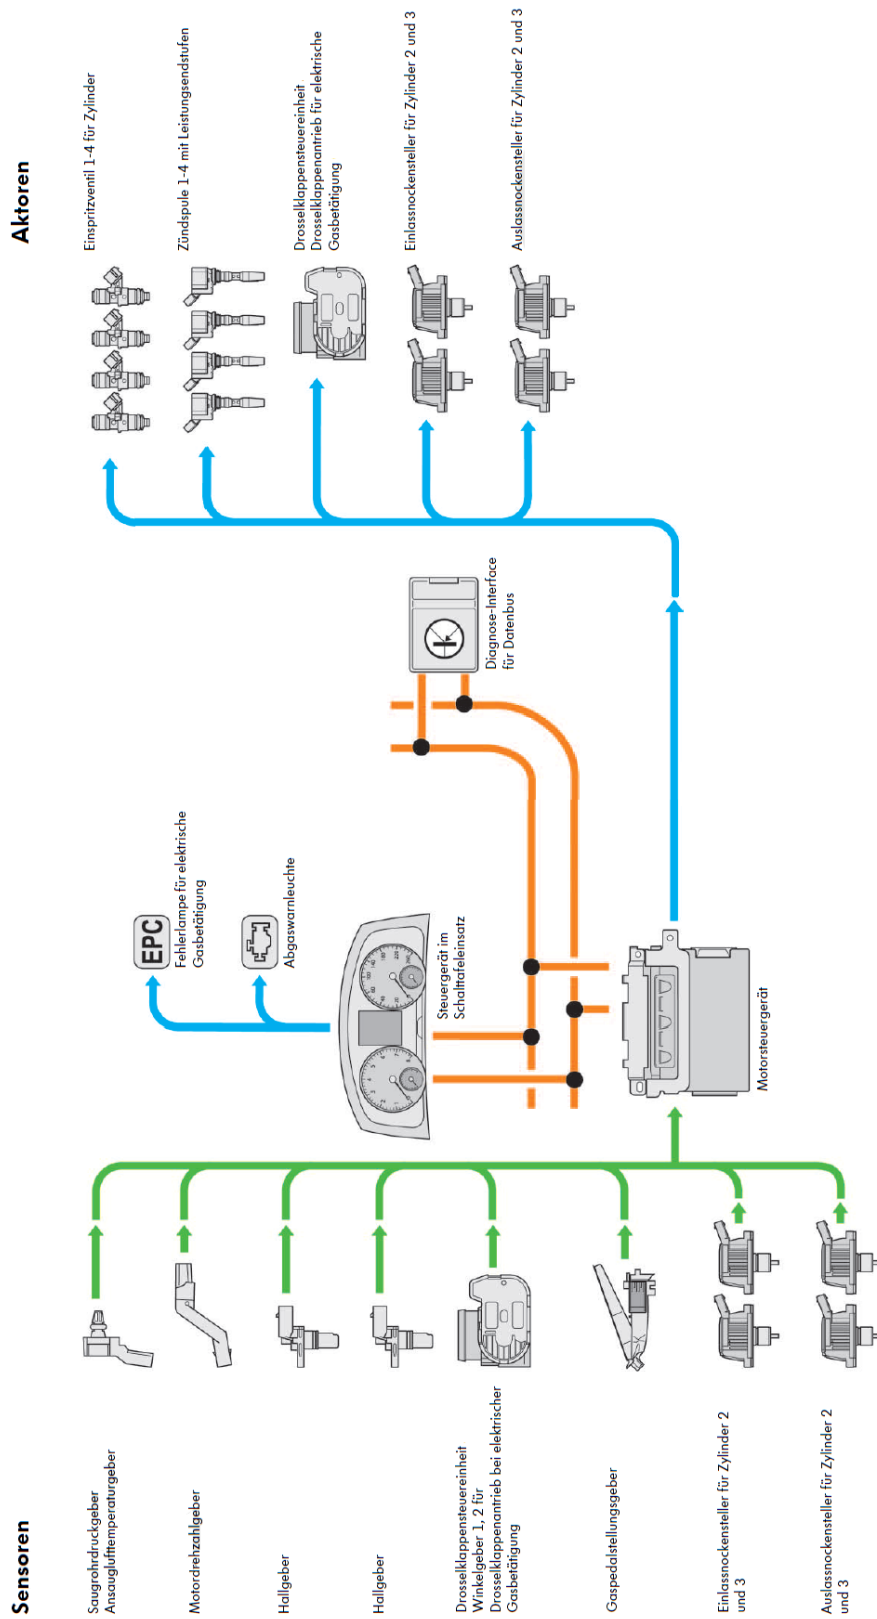 Sensoren
Saugrohrdruckgeber
Ansauglufttemperaturgeber
Motordrehzahlgeber
Hallgeber
Hallgeber
Drosselklappensteuereinheit
Winkelgeber 1, 2 für
Drosselklappenantrieb bei elektrischer
Gasbetätigung
Gaspedalstellungsgeber
Einlassnockensteller für Zylinder 2
und 3
Auslassnockensteller für Zylinder 2
und 3
EPC
Fehlerlampe für elektrische
Gasbetätigung
Abgaswarnleuchte
Steuergerät im
Schalttafeleinsatz
Motorsteuergerät
Diagnose-Interface
für Datenbus
Aktoren
Einspritzventil 1-4 für Zylinder
Zündspule 1-4 mit Leistungsendstufen
Drosselklappensteuereinheit
Drosselklappenantrieb für elektrische
Gasbetätigung
Einlassnockensteller für Zylinder 2 und 3
Auslassnockensteller für Zylinder 2 und 3